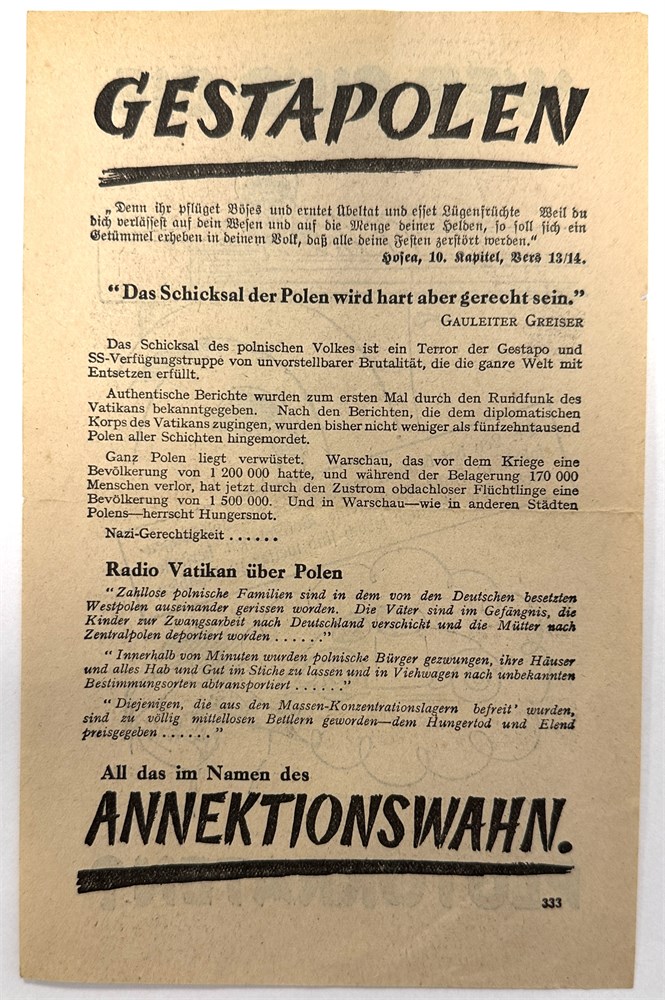 GESTAPOLEN
„Denn ihr pflüget Böses und erntet Übeltat und esset Lügenfrüchte Weil du
dich verlässest auf dein Wesen und auf die Menge deiner Helden, so soll sich ein
Getümmel erheben in deinem Volk, daß alle deine Festen zerstört werden.“
Hosea, 10. Kapitel, Vers 13/14.
“Das Schicksal der Polen wird hart aber gerecht sein.”
GAULEITER GREISER
Das Schicksal des polnischen Volkes ist ein Terror der Gestapo und
SS-Verfügungstruppe von unvorstellbarer Brutalität, die die ganze Welt mit
Entsetzen erfüllt.
Authentische Berichte wurden zum ersten Mal durch den Rundfunk des
Vatikans bekanntgegeben. Nach den Berichten, die dem diplomatischen
Korps des Vatikans zugingen, wurden bisher nicht weniger als fünfzehntausend
Polen aller Schichten hingemordet.
Ganz Polen liegt verwüstet. Warschau, das vor dem Kriege eine
Bevölkerung von 1 200 000 hatte, und während der Belagerung 170 000
Menschen verlor, hat jetzt durch den Zustrom obdachloser Flüchtlinge eine
Bevölkerung von 1 500 000. Und in Warschau—wie in anderen Städten
Polens—herrscht Hungersnot.
Nazi-Gerechtigkeit . . . . . .
Radio Vatikan über Polen
“Zahllose polnische Familien sind in dem von den Deutschen besetzten
Westpolen auseinander gerissen worden. Die Väter sind im Gefängnis, die
Kinder zur Zwangsarbeit nach Deutschland verschickt und die Mütter nach
Zentralpolen deportiert worden . . . . . .”
“Innerhalb von Minuten wurden polnische Bürger gezwungen, ihre Häuser
und alles Hab und Gut im Stiche zu lassen und in Viehwagen nach unbekannten
Bestimmungsorten abtransportiert . . . . . .”
“Diejenigen, die aus den Massen-Konzentrationslagern befreit’ wurden,
sind zu völlig mittellosen Bettlern geworden—dem Hungertod und Elend
preisgegeben . . . . . .”
All das im Namen des
ANNEKTIONSWAHN.
333